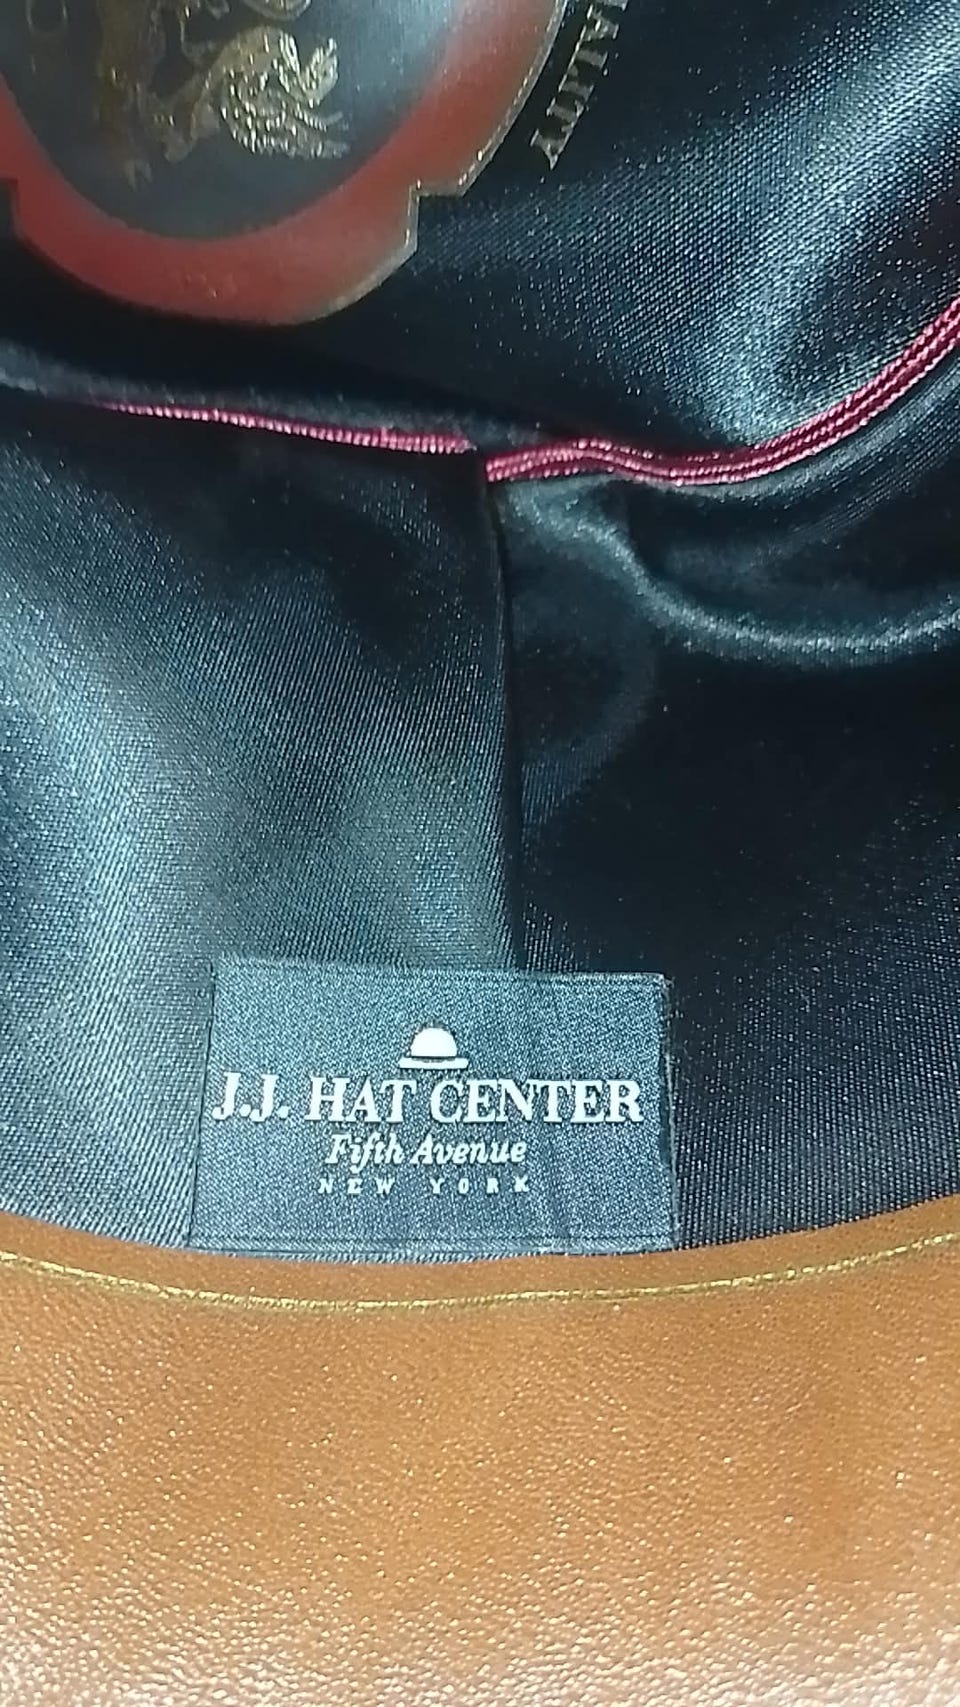 J.J. HAT CENTER
Fifth Avenue
NEW YORK